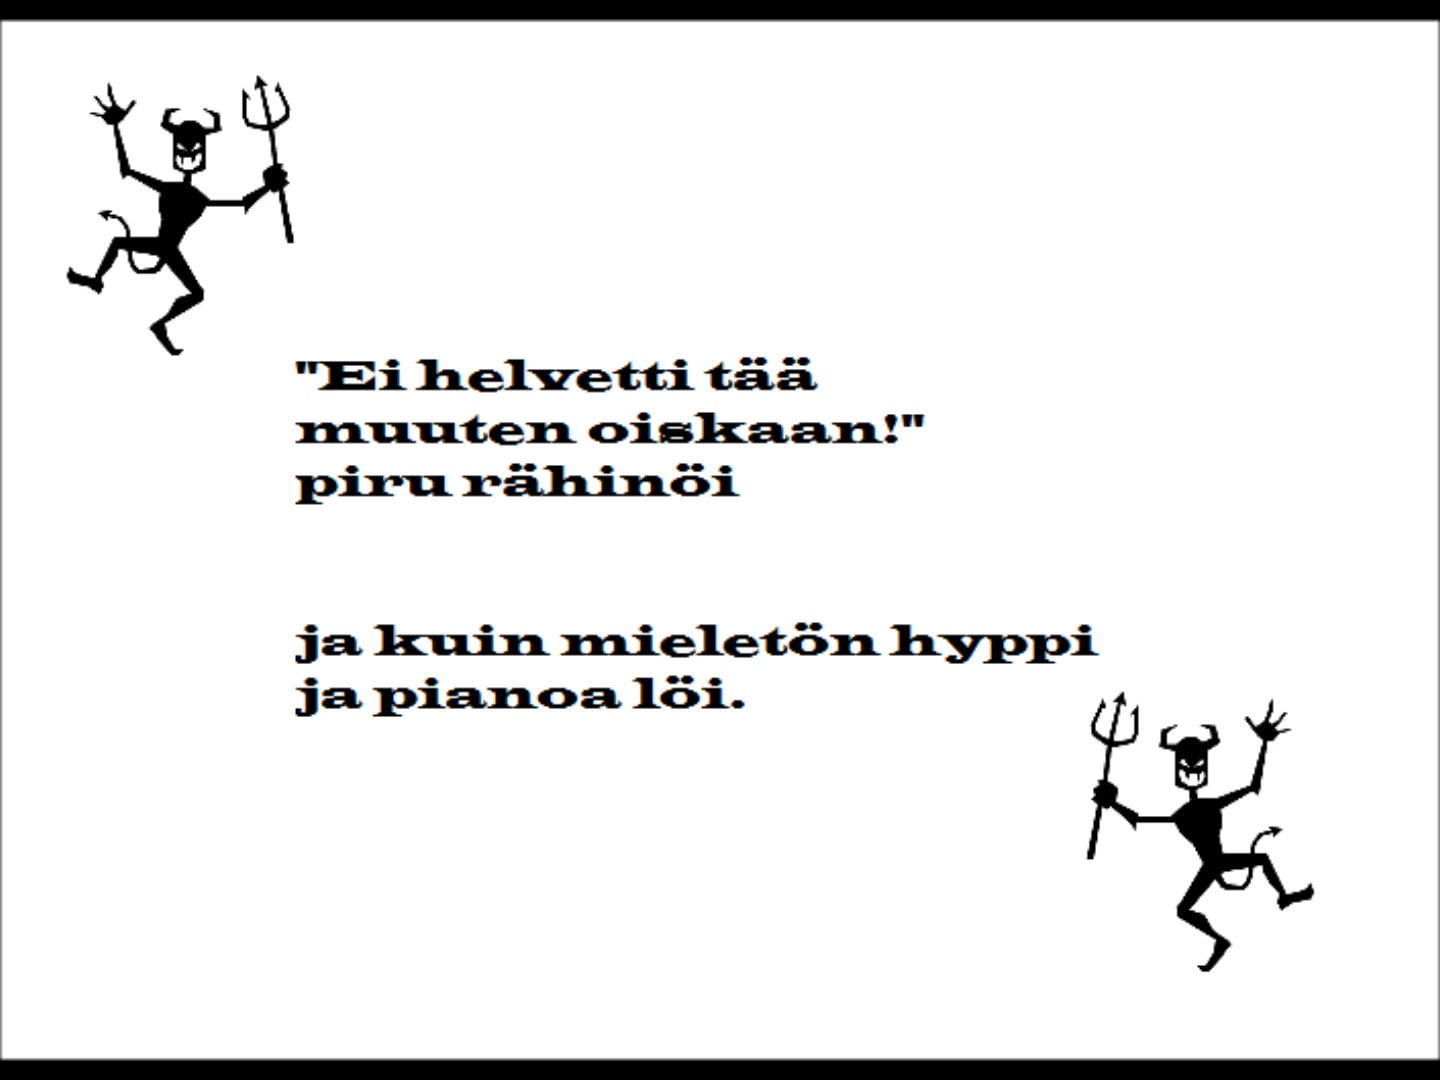 "Ei helvetti tää
muuten oiskaan!"
piru rähinöi
ja kuin mieletön hyppi
ja pianoa löi.